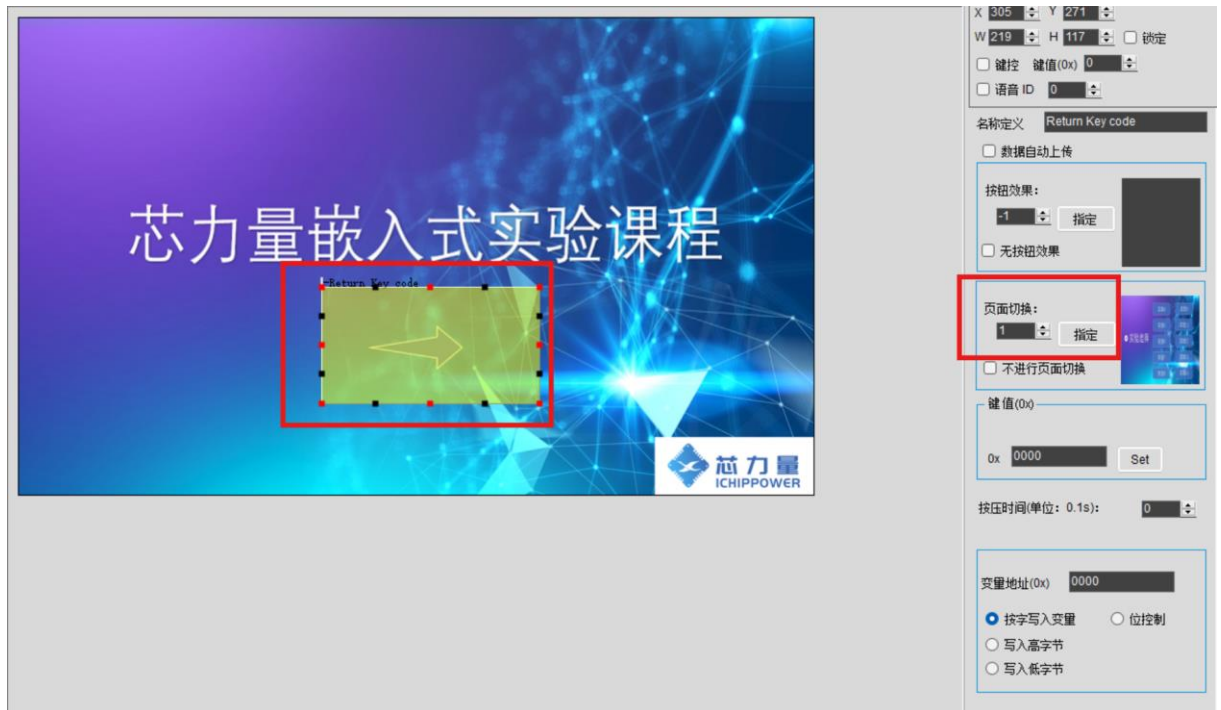 X 305 Y 271
W 219 H 117 锁定
键控 键值(0x) 0
语音 ID 0
名称定义 Return Key code
数据自动上传
按钮效果:
-1 指定
无按钮效果
页面切换:
1 指定
不进行页面切换
键值(0x)
0x 0000 Set
按压时间(单位: 0.1s): 0
变量地址(0x) 0000
按字写入变量 位控制
写入高字节
写入低字节
芯力量嵌入式实验课程
Return Key code
芯力量
ICHIPPOWER